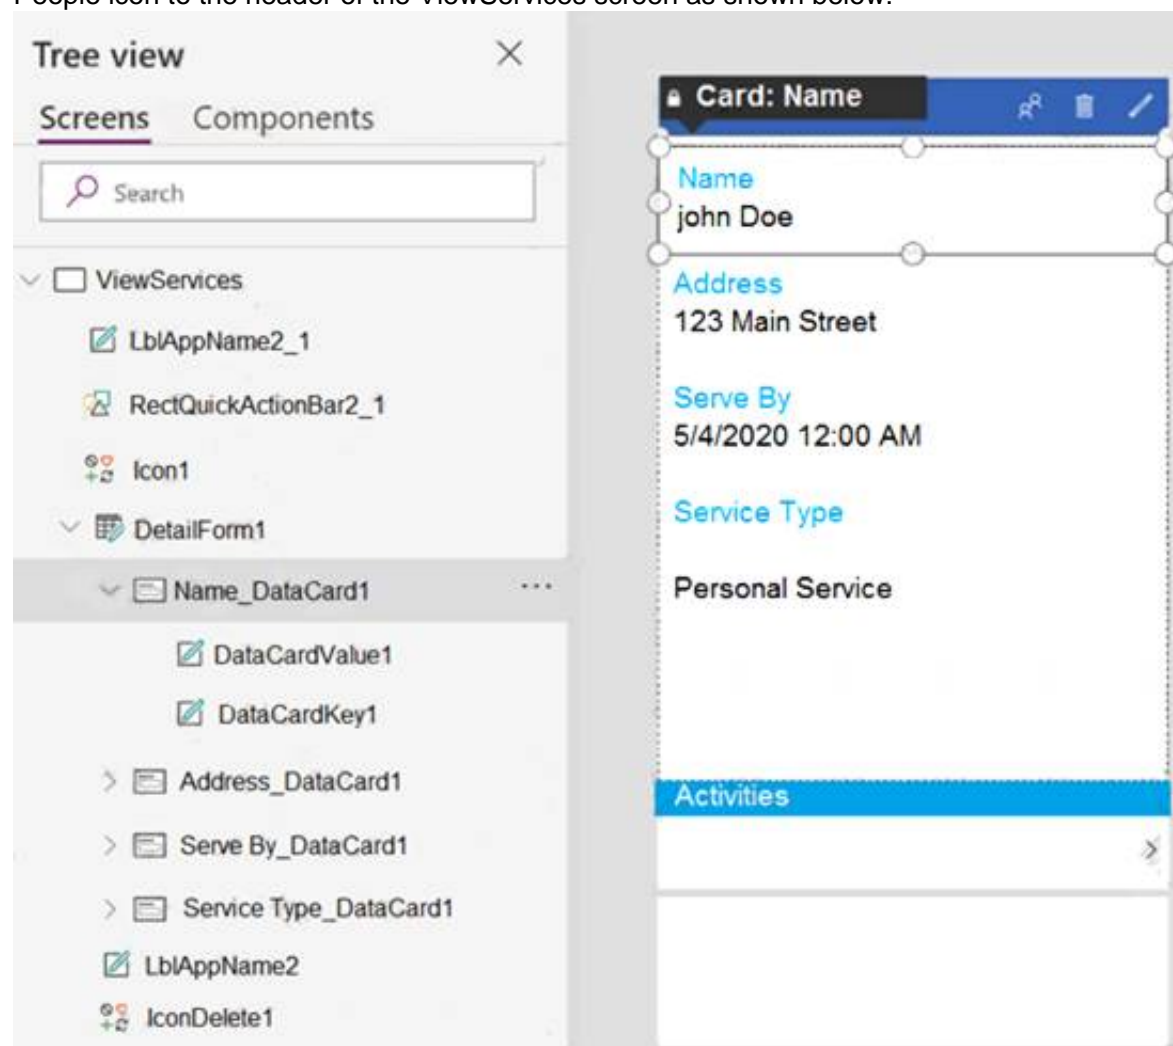 People icon to the header of the ViewServices screen as shown below.
Tree view
Screens Components
Search
ViewServices
LblAppName2_1
RectQuickActionBar2_1
Icon1
DetailForm1
Name_DataCard1
DataCardValue1
DataCardKey1
Address_DataCard1
Serve By_DataCard1
Service Type_DataCard1
LblAppName2
IconDelete1
Card: Name
Name
john Doe
Address
123 Main Street
Serve By
5/4/2020 12:00 AM
Service Type
Personal Service
Activities